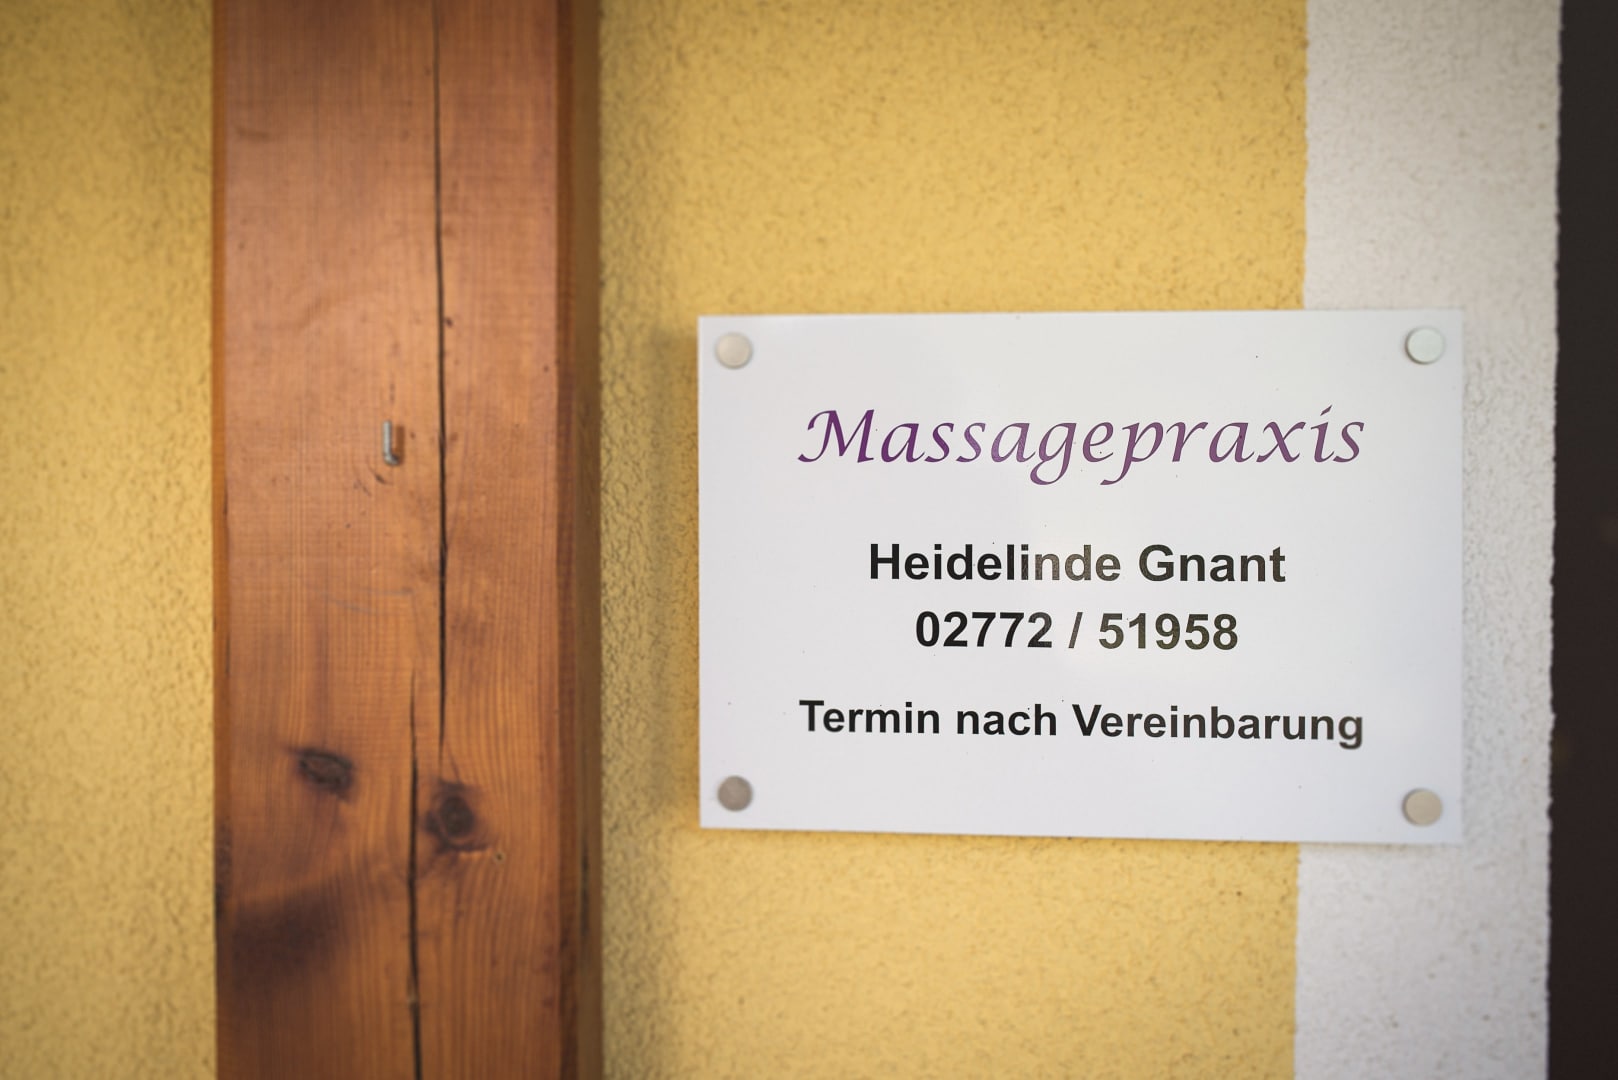 Massagepraxis
Heidelinde Gnant
02772 / 51958
Termin nach Vereinbarung